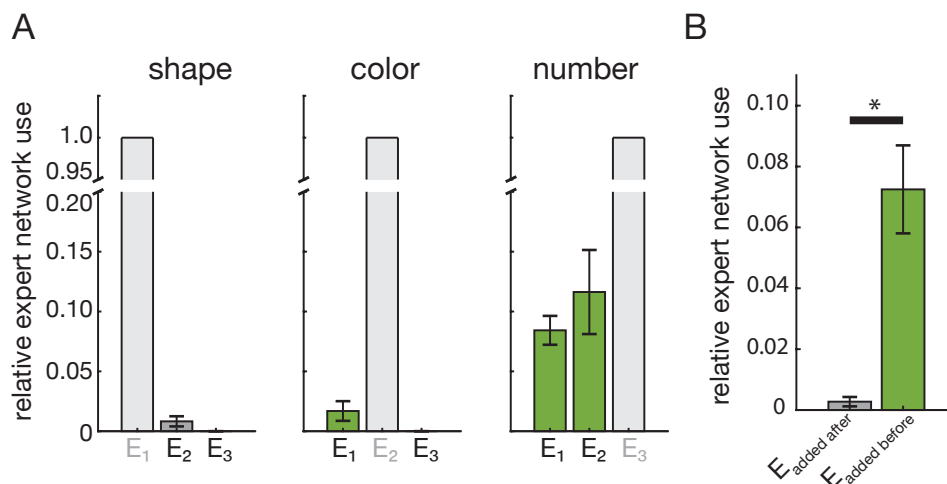 A
shape
color
number
relative expert network use
1.0
0.95
0.20
0.15
0.10
0.05
0
E1 E2 E3
E1 E2 E3
E1 E2 E3
B
relative expert network use
0.10
0.08
0.06
0.04
0.02
0
*
E added after
E added before